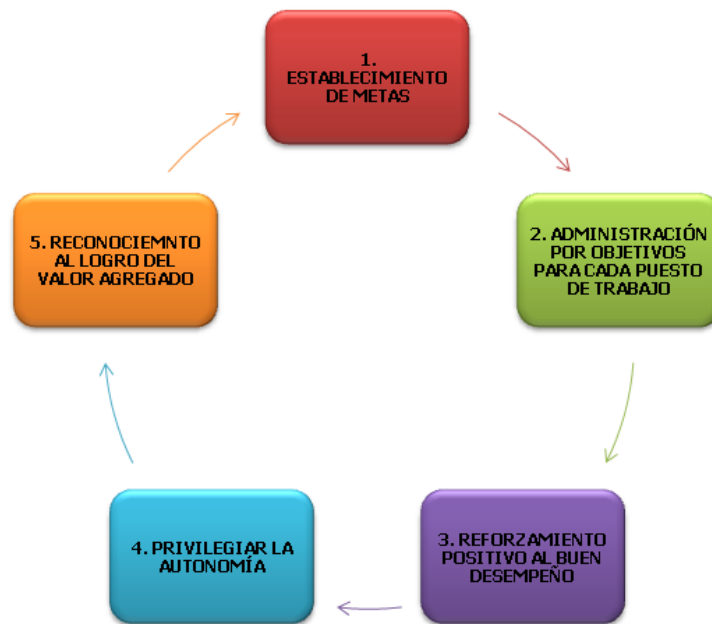 1.
ESTABLECIMIENTO
DE METAS
2. ADMINISTRACIÓN
POR OBJETIVOS
PARA CADA PUESTO
DE TRABAJO
3. REFORZAMIENTO
POSITIVO AL BUEN
DESEMPEÑO
4. PRIVILEGIAR LA
AUTONOMÍA
5. RECONOCIEMNTO
AL LOGRO DEL
VALOR AGREGADO